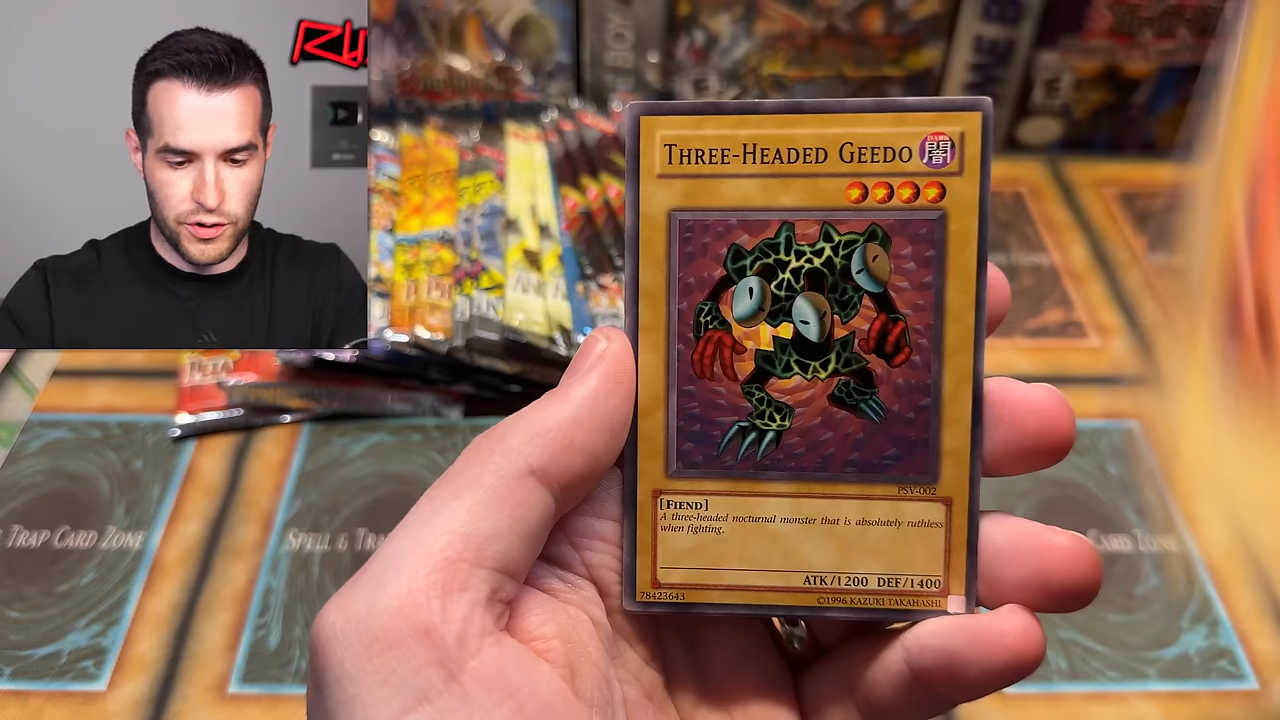 THREE-HEADED GEEDO
DARK
闇
PSV-002
[FIEND]
A three-headed nocturnal monster that is absolutely ruthless
when fighting.
ATK/1200 DEF/1400
78423643
©1996 KAZUKI TAKAHASHI
TRAP CARD ZONE
SPELL & TRA
CARD ZONE